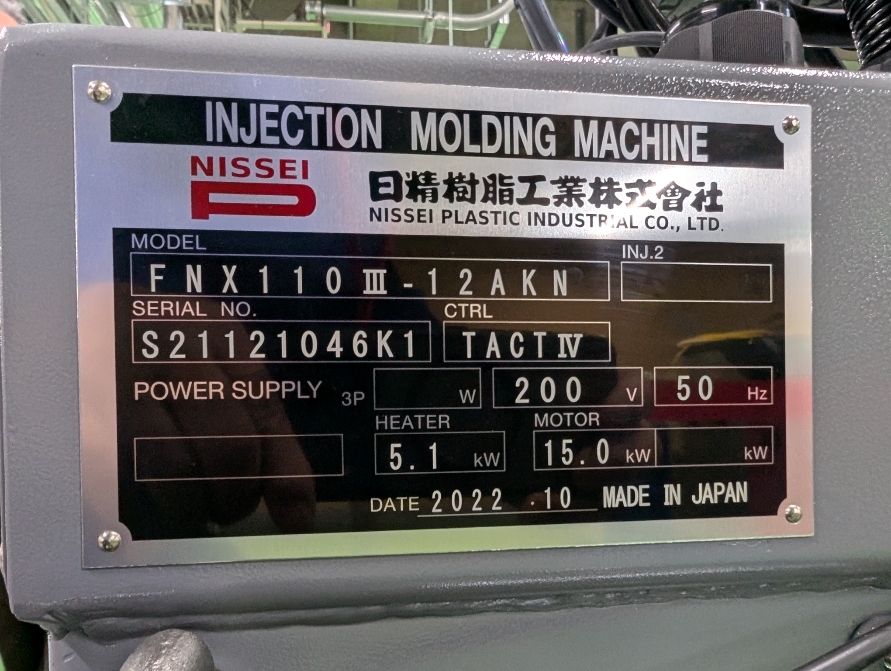 INJECTION MOLDING MACHINE
NISSEI
日精樹脂工業株式會社
NISSEI PLASTIC INDUSTRIAL CO., LTD.
MODEL INJ.2
FNX110Ⅲ-12AKN
SERIAL NO. CTRL
S21121046K1 TACTⅣ
POWER SUPPLY 3P W 200 V 50 Hz
HEATER MOTOR
5.1 kW 15.0 kW kW
DATE 2022 .10 MADE IN JAPAN